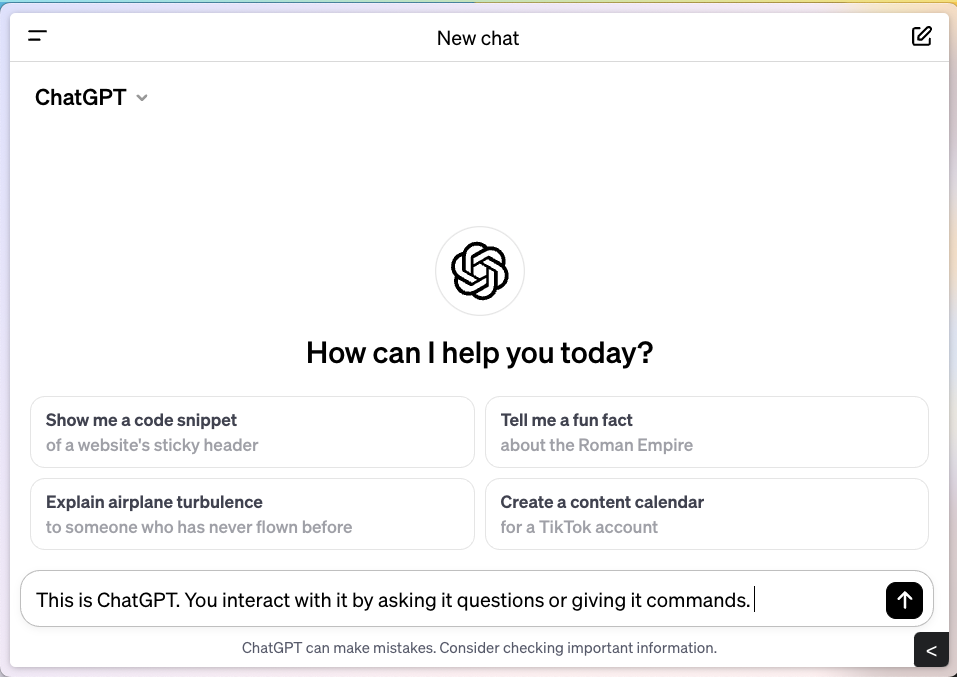 New chat
ChatGPT
How can I help you today?
Show me a code snippet
of a website's sticky header
Tell me a fun fact
about the Roman Empire
Explain airplane turbulence
to someone who has never flown before
Create a content calendar
for a TikTok account
This is ChatGPT. You interact with it by asking it questions or giving it commands.
ChatGPT can make mistakes. Consider checking important information.
<